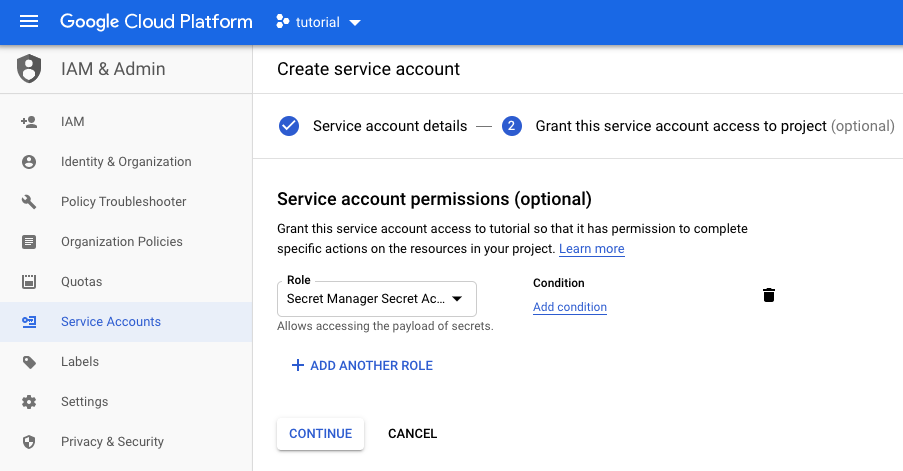 Google Cloud Platform
tutorial
IAM & Admin
IAM
Identity & Organization
Policy Troubleshooter
Organization Policies
Quotas
Service Accounts
Labels
Settings
Privacy & Security
Create service account
Service account details
2
Grant this service account access to project (optional)
Service account permissions (optional)
Grant this service account access to tutorial so that it has permission to complete
specific actions on the resources in your project. Learn more
Role
Secret Manager Secret Ac...
Allows accessing the payload of secrets.
Condition
Add condition
ADD ANOTHER ROLE
CONTINUE
CANCEL